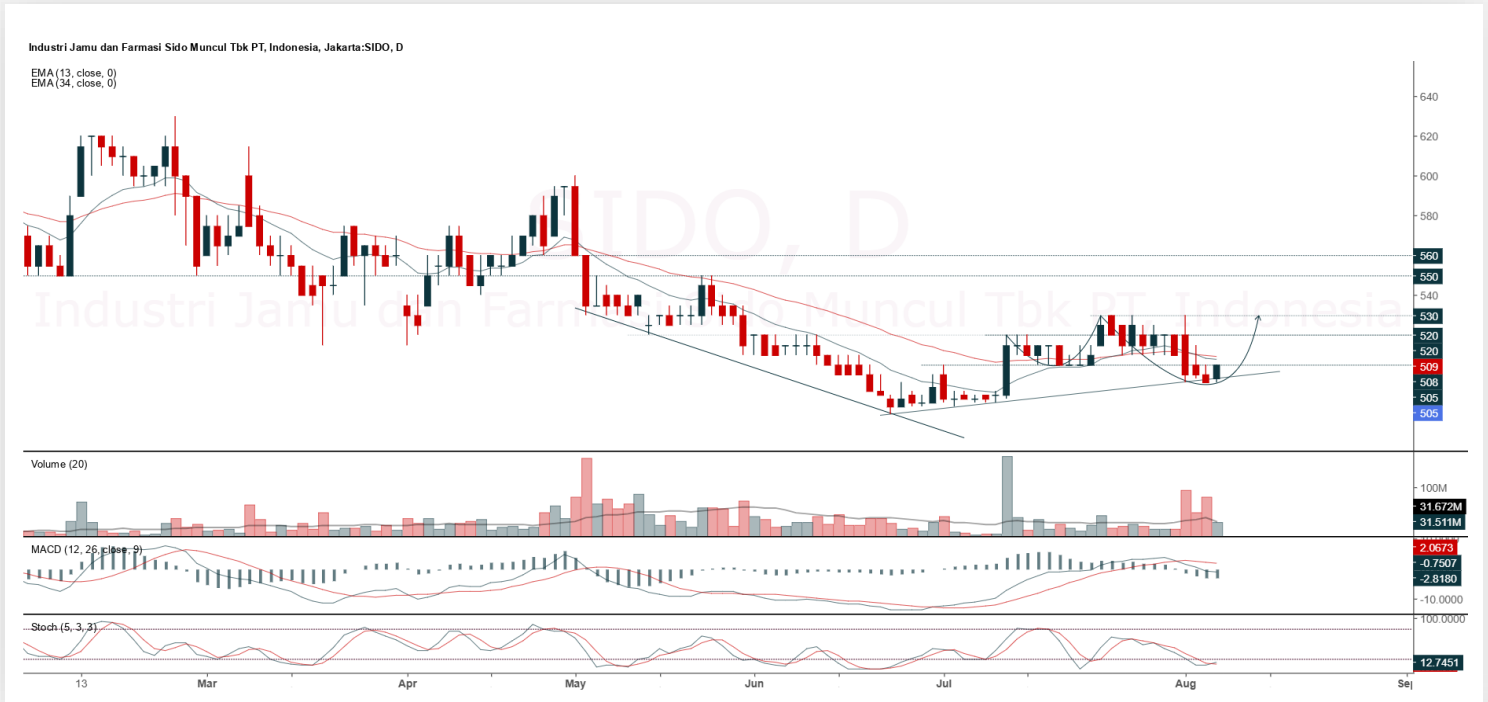 Industri Jamu dan Farmasi Sido Muncul Tbk PT, Indonesia, Jakarta:SIDO, D
EMA (13, close, 0)
EMA (34, close, 0)
SIDO, D
Industri Jamu dan Farmasi Sido Muncul Tbk PT, Indonesia
640
620
600
580
560
550
540
530
520
520
509
508
505
505
Volume (20)
100M
31.672M
31.511M
MACD (12, 26, close, 9)
2.0673
-0.7507
-2.8180
-10.0000
Stoch (5, 3, 3)
100.0000
12.7451
13 Mar Apr May Jun Jul Aug Sep